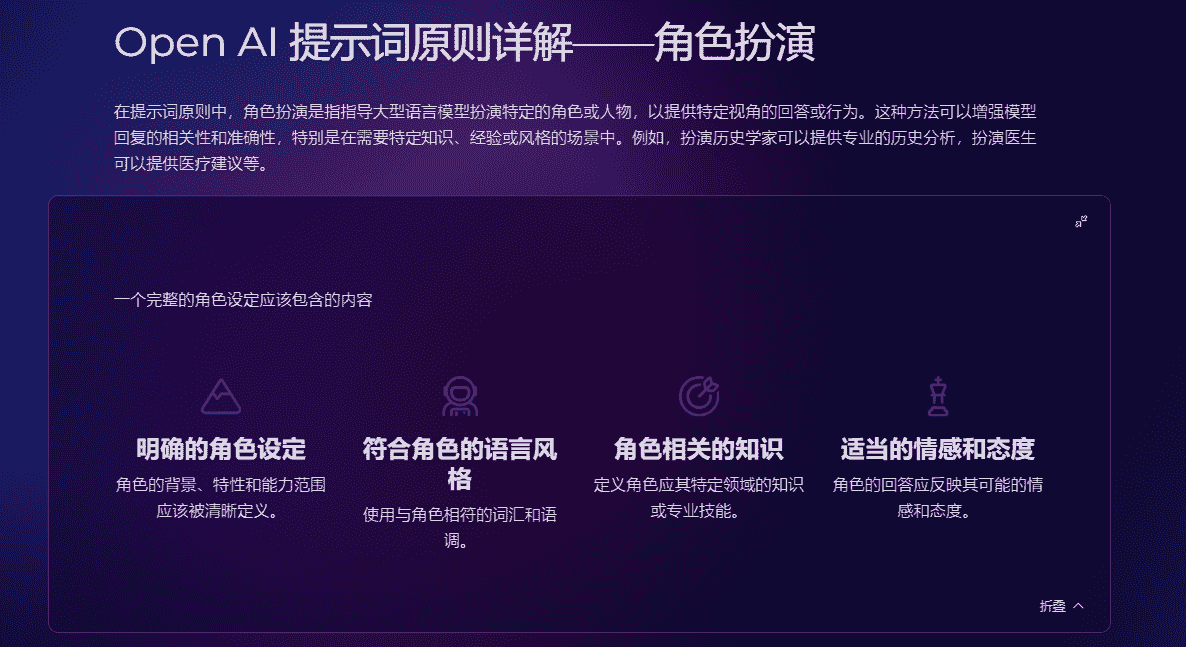 Open AI 提示词原则详解——角色扮演
在提示词原则中，角色扮演是指指导大型语言模型扮演特定的角色或人物，以提供特定视角的回答或行为。这种方法可以增强模型
回复的相关性和准确性，特别是在需要特定知识、经验或风格的场景中。例如，扮演历史学家可以提供专业的历史分析，扮演医生
可以提供医疗建议等。
一个完整的角色设定应该包含的内容
明确的角色设定
角色的背景、特性和能力范围
应该被清晰定义。
符合角色的语言风
格
使用与角色相符的词汇和语
调。
角色相关的知识
定义角色应其特定领域的知识
或专业技能。
适当的情感和态度
角色的回答应反映其可能的情
感和态度。
折叠